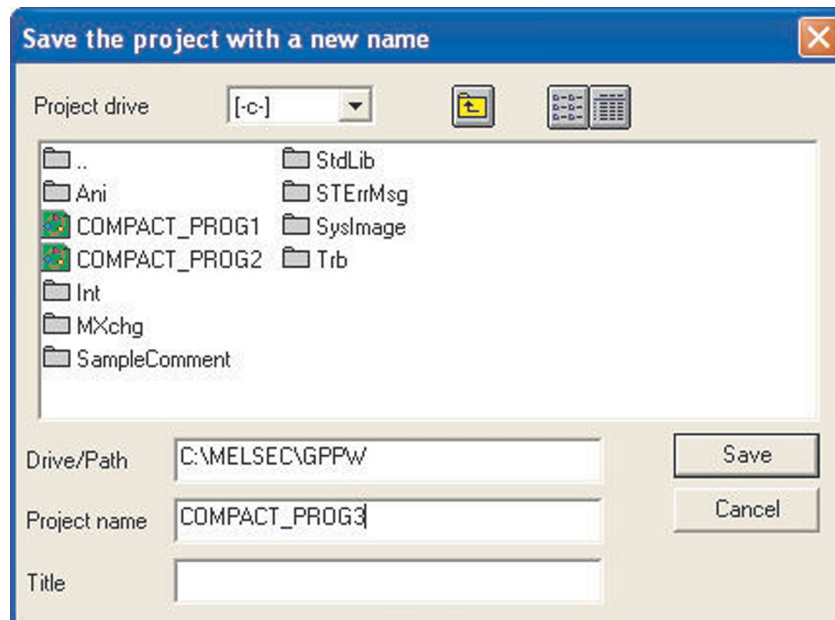 Save the project with a new name
Project drive
[-c-]
..
Ani
COMPACT_PROG1
COMPACT_PROG2
Int
MXchg
SampleComment
StdLib
STErrMsg
SysImage
Trb
Drive/Path
C:\MELSEC\GPPW
Save
Project name
COMPACT_PROG3
Cancel
Title